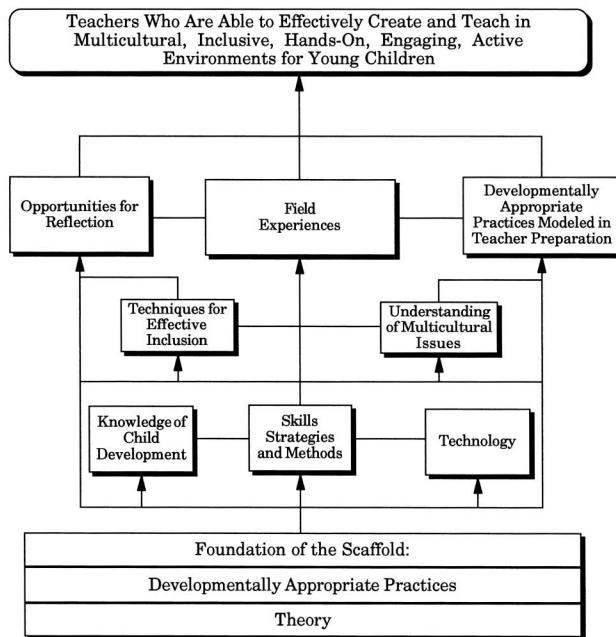 Teachers Who Are Able to Effectively Create and Teach in
Multicultural, Inclusive, Hands-On, Engaging, Active
Environments for Young Children
Opportunities for
Reflection
Field
Experiences
Developmentally
Appropriate
Practices Modeled in
Teacher Preparation
Techniques for
Effective
Inclusion
Understanding
of Multicultural
Issues
Knowledge of
Child
Development
Skills
Strategies
and Methods
Technology
Foundation of the Scaffold:
Developmentally Appropriate Practices
Theory